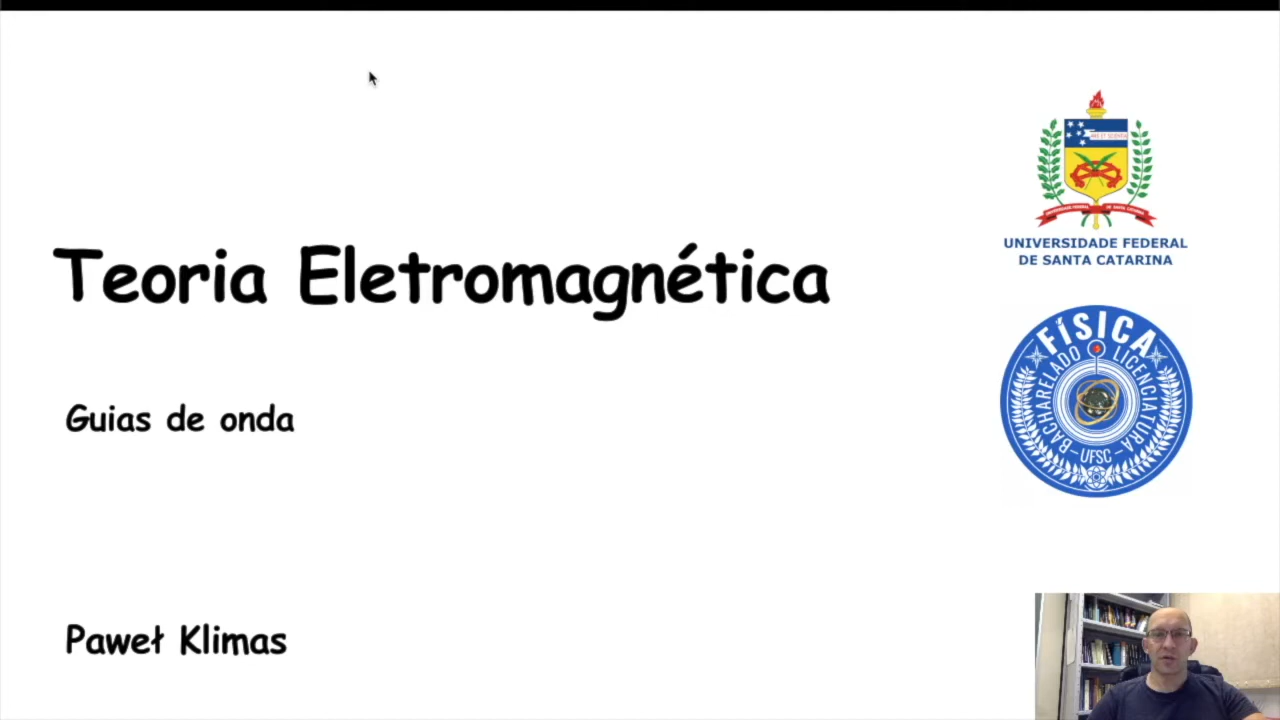 Teoria Eletromagnética
Guias de onda
Paweł Klimas
UNIVERSIDADE FEDERAL
DE SANTA CATARINA
FÍSICA
BACHARELADO LICENCIATURA
UFSC